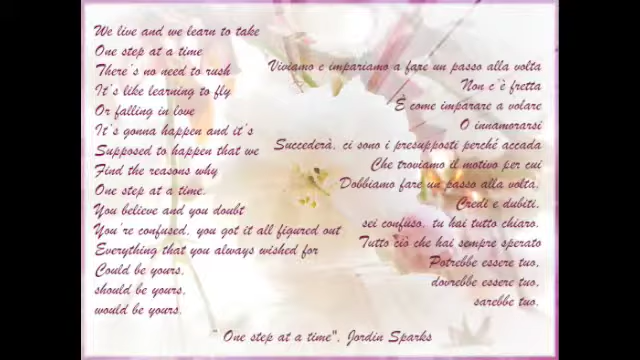 We live and we learn to take
One step at a time
There's no need to rush
It's like learning to fly
Or falling in love
It's gonna happen and it's
Supposed to happen that we
Find the reasons why
One step at a time.
You believe and you doubt
You're confused, you got it all figured out
Everything that you always wished for
Could be yours,
should be yours,
would be yours.
Viviamo e impariamo a fare un passo alla volta
Non c'è fretta
È come imparare a volare
O innamorarsi
Succederà, ci sono i presupposti perché accada
Che troviamo il motivo per cui
Dobbiamo fare un passo alla volta.
Credi e dubiti,
sei confuso, tu hai tutto chiaro.
Tutto ciò che hai sempre sperato
Potrebbe essere tuo,
dovrebbe essere tuo,
sarebbe tuo.
" One step at a time", Jordin Sparks